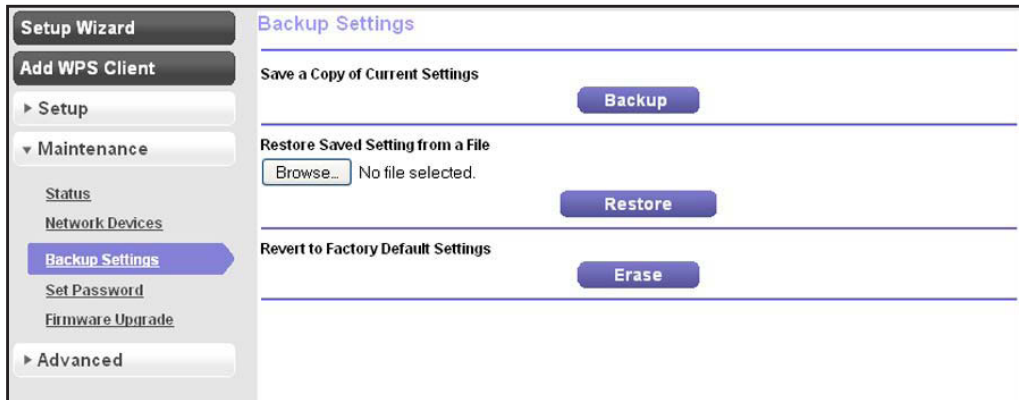 Setup Wizard
Add WPS Client
Setup
Maintenance
Status
Network Devices
Backup Settings
Set Password
Firmware Upgrade
Advanced
Backup Settings
Save a Copy of Current Settings
Backup
Restore Saved Setting from a File
Browse... No file selected.
Restore
Revert to Factory Default Settings
Erase